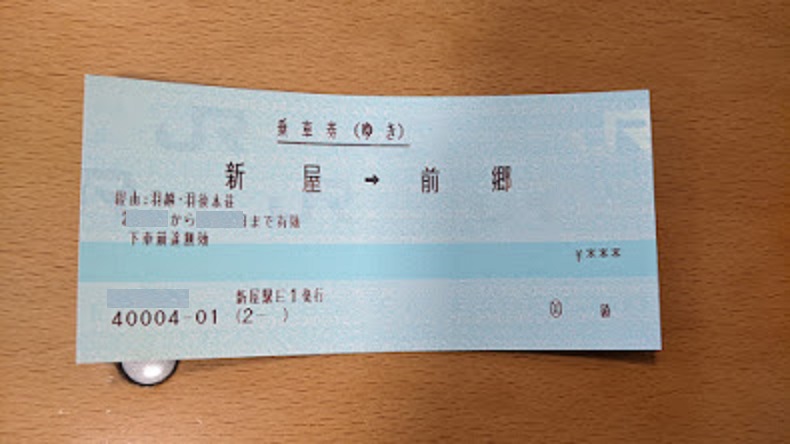 乗車券(ゆき)
新屋 → 前郷
経由:羽越・羽後本荘
2 から 日まで有効
下車前途無効
¥***
新屋駅E1発行
40004-01 (2- )